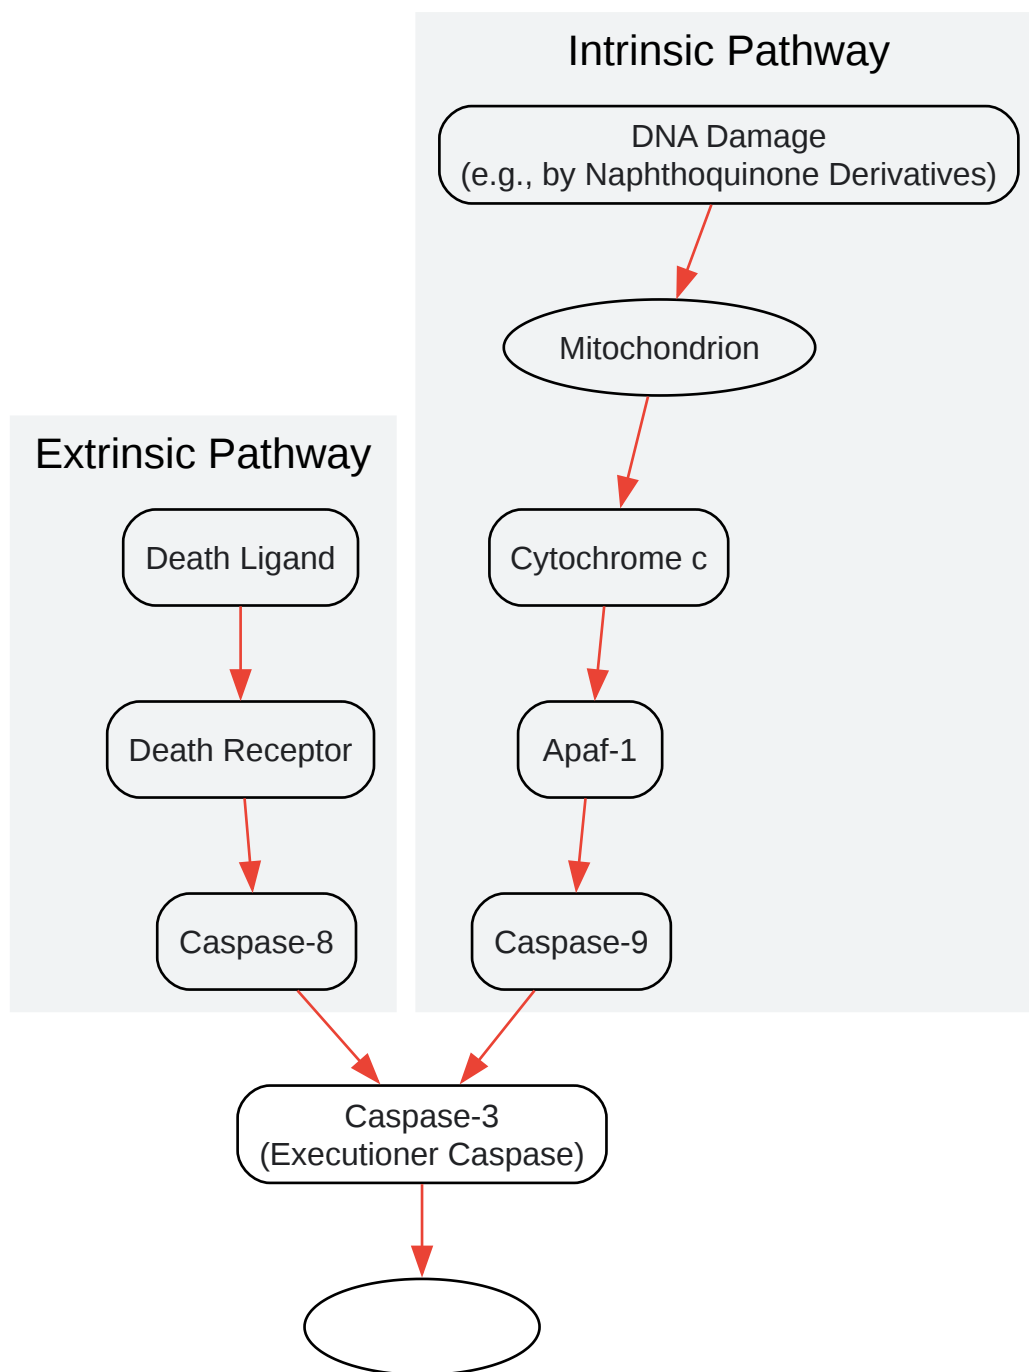 Intrinsic Pathway
DNA Damage
(e.g., by Naphthoquinone Derivatives)
Mitochondrion
Extrinsic Pathway
Death Ligand
Cytochrome c
Death Receptor
Apaf-1
Caspase-8
Caspase-9
Caspase-3
(Executioner Caspase)